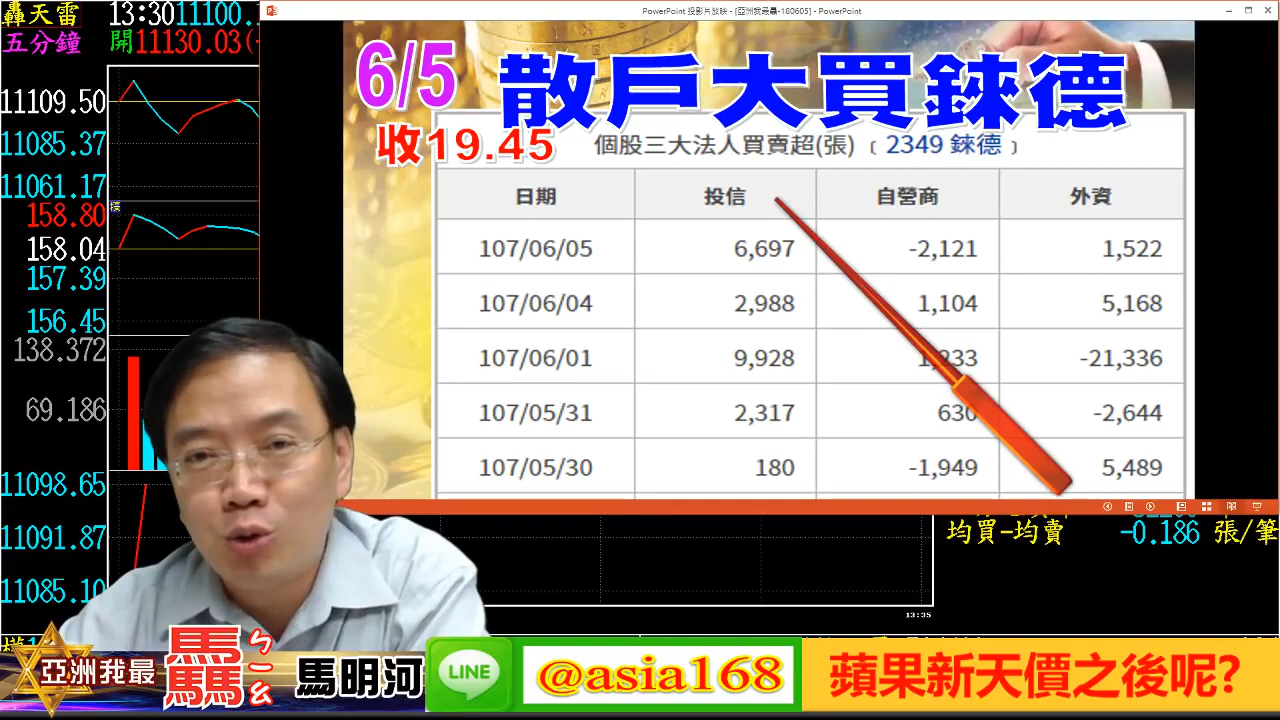 轟天雷
13:30
11100.
五分鐘
開11130.03(-
PowerPoint 投影片放映 - [亞洲我最驫-180605] - PowerPoint
11109.50
11085.37
11061.17
158.80
158.04
157.39
156.45
138.372
69.186
11098.65
11091.87
11085.10
6/5
散戶大買錸德
收19.45
個股三大法人買賣超(張) ﹝ 2349 錸德 ﹞
日期 投信 自營商 外資
107/06/05 6,697 -2,121 1,522
107/06/04 2,988 1,104 5,168
107/06/01 9,928 -21,336
107/05/31 2,317 630 -2,644
107/05/30 180 -1,949 5,489
均買-均賣 -0.186 張/筆
13:35
亞洲我最
驫
ㄅㄧㄠ
馬明河
LINE
@asia168
蘋果新天價之後呢?